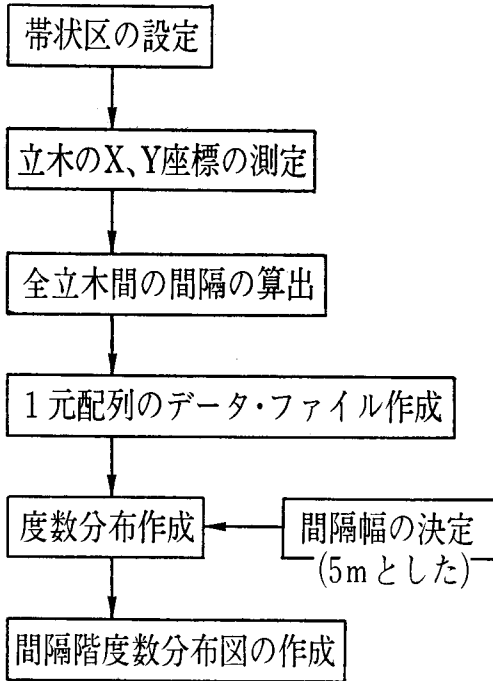 帯状区の設定
立木のX、Y座標の測定
全立木間の間隔の算出
1元配列のデータ・ファイル作成
度数分布作成
間隔幅の決定
(5mとした)
間隔階度数分布図の作成